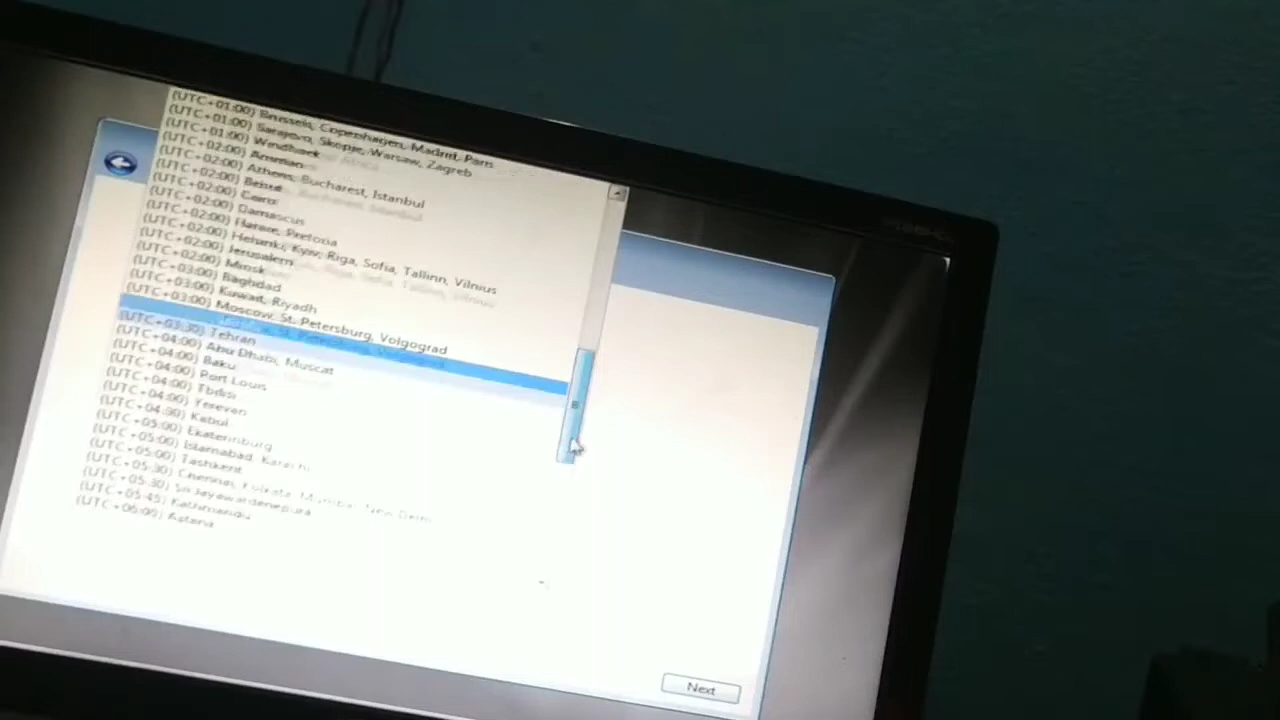 (UTC+01:00) Brussels, Copenhagen, Madrid, Paris
(UTC+01:00) Sarajevo, Skopje, Warsaw, Zagreb
(UTC+01:00) Windhoek
(UTC+02:00) Amman
(UTC+02:00) Athens, Bucharest, Istanbul
(UTC+02:00) Beirut
(UTC+02:00) Cairo
(UTC+02:00) Damascus
(UTC+02:00) Harare, Pretoria
(UTC+02:00) Helsinki, Kyiv, Riga, Sofia, Tallinn, Vilnius
(UTC+02:00) Jerusalem
(UTC+02:00) Minsk
(UTC+03:00) Baghdad
(UTC+03:00) Kuwait, Riyadh
(UTC+03:00) Moscow, St. Petersburg, Volgograd
(UTC+03:30) Tehran
(UTC+04:00) Abu Dhabi, Muscat
(UTC+04:00) Baku
(UTC+04:00) Port Louis
(UTC+04:00) Tbilisi
(UTC+04:00) Yerevan
(UTC+04:30) Kabul
(UTC+05:00) Ekaterinburg
(UTC+05:00) Islamabad, Karachi
(UTC+05:00) Tashkent
(UTC+05:30) Chennai, Kolkata, Mumbai, New Delhi
(UTC+05:30) Sri Jayawardenepura
(UTC+05:45) Kathmandu
(UTC+06:00) Astana
Next